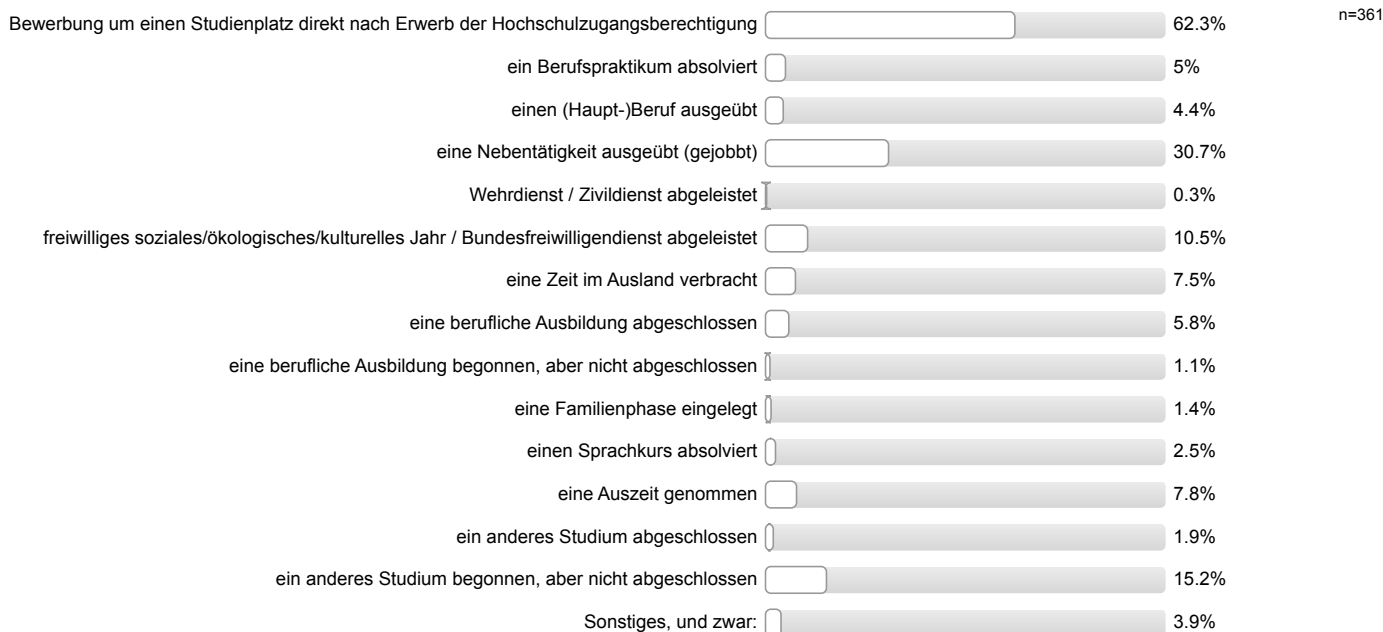 n=361
Bewerbung um einen Studienplatz direkt nach Erwerb der Hochschulzugangsberechtigung 62.3%
ein Berufspraktikum absolviert 5%
einen (Haupt-)Beruf ausgeübt 4.4%
eine Nebentätigkeit ausgeübt (gejobbt) 30.7%
Wehrdienst / Zivildienst abgeleistet 0.3%
freiwilliges soziales/ökologisches/kulturelles Jahr / Bundesfreiwilligendienst abgeleistet 10.5%
eine Zeit im Ausland verbracht 7.5%
eine berufliche Ausbildung abgeschlossen 5.8%
eine berufliche Ausbildung begonnen, aber nicht abgeschlossen 1.1%
eine Familienphase eingelegt 1.4%
einen Sprachkurs absolviert 2.5%
eine Auszeit genommen 7.8%
ein anderes Studium abgeschlossen 1.9%
ein anderes Studium begonnen, aber nicht abgeschlossen 15.2%
Sonstiges, und zwar: 3.9%